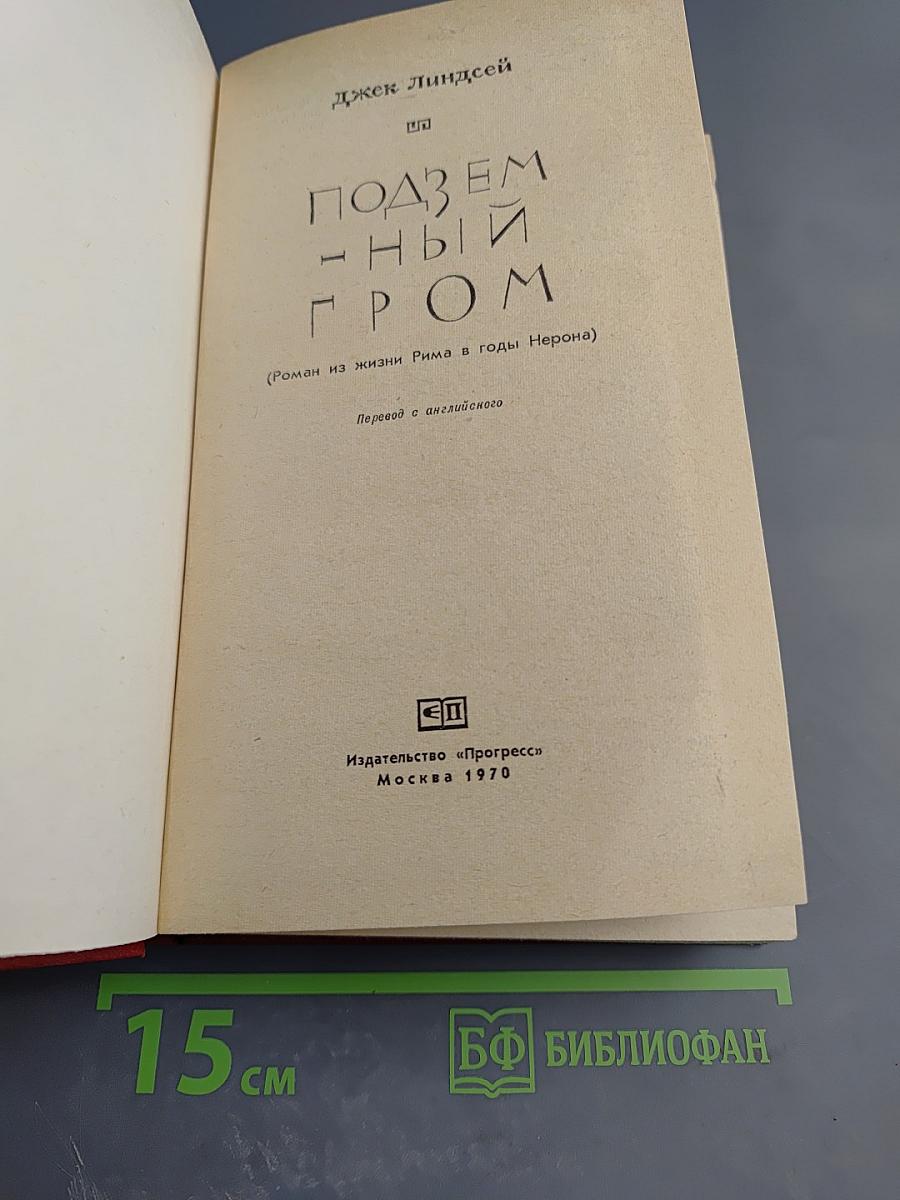 Джек Линдсей
ПОДЗЕМ
-НЫЙ
ГРОМ
(Роман из жизни Рима в годы Нерона)
Перевод с английского
Издательство «Прогресс»
Москва 1970
15 см
БФ БИБЛИОФАН